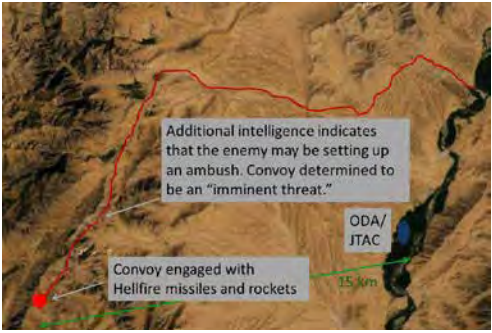 Additional intelligence indicates
that the enemy may be setting up
an ambush. Convoy determined to
be an “imminent threat.”
ODA/
JTAC
Convoy engaged with
Hellfire missiles and rockets
15 km